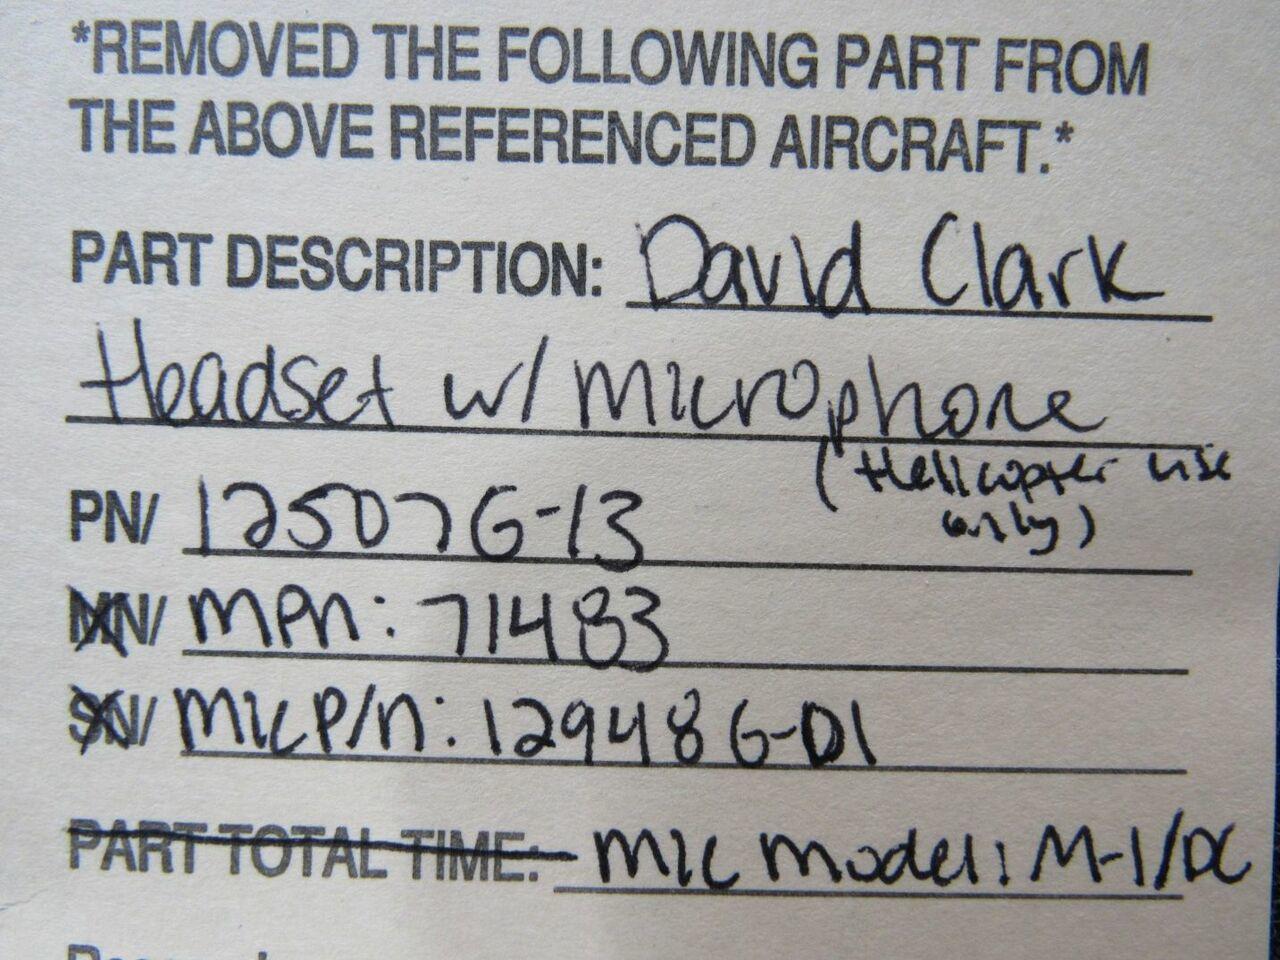 *REMOVED THE FOLLOWING PART FROM
THE ABOVE REFERENCED AIRCRAFT.*
PART DESCRIPTION: David Clark
Headset w/ microphone
(Helicopter use
only)
PN/ 12507G-13
MN/ MPN: 71483
SN/ Mic P/n: 12948G-01
PART TOTAL TIME: Mic model: M-1/DC